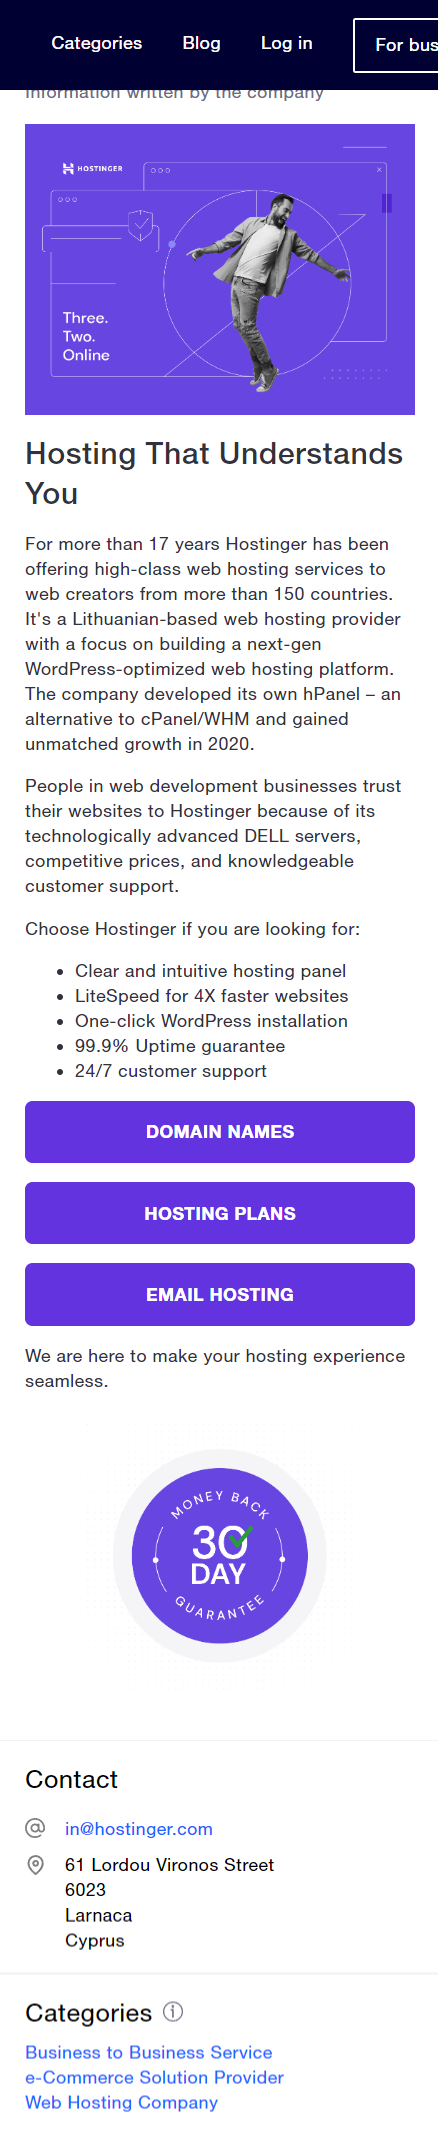 Categories Blog Log in For bus
Information written by the company
HOSTINGER
Three.
Two.
Online
Hosting That Understands
You
For more than 17 years Hostinger has been
offering high-class web hosting services to
web creators from more than 150 countries.
It's a Lithuanian-based web hosting provider
with a focus on building a next-gen
WordPress-optimized web hosting platform.
The company developed its own hPanel – an
alternative to cPanel/WHM and gained
unmatched growth in 2020.
People in web development businesses trust
their websites to Hostinger because of its
technologically advanced DELL servers,
competitive prices, and knowledgeable
customer support.
Choose Hostinger if you are looking for:
• Clear and intuitive hosting panel
• LiteSpeed for 4X faster websites
• One-click WordPress installation
• 99.9% Uptime guarantee
• 24/7 customer support
DOMAIN NAMES
HOSTING PLANS
EMAIL HOSTING
We are here to make your hosting experience
seamless.
MONEY BACK
30
DAY
GUARANTEE
Contact
in@hostinger.com
61 Lordou Vironos Street
6023
Larnaca
Cyprus
Categories
Business to Business Service
e-Commerce Solution Provider
Web Hosting Company